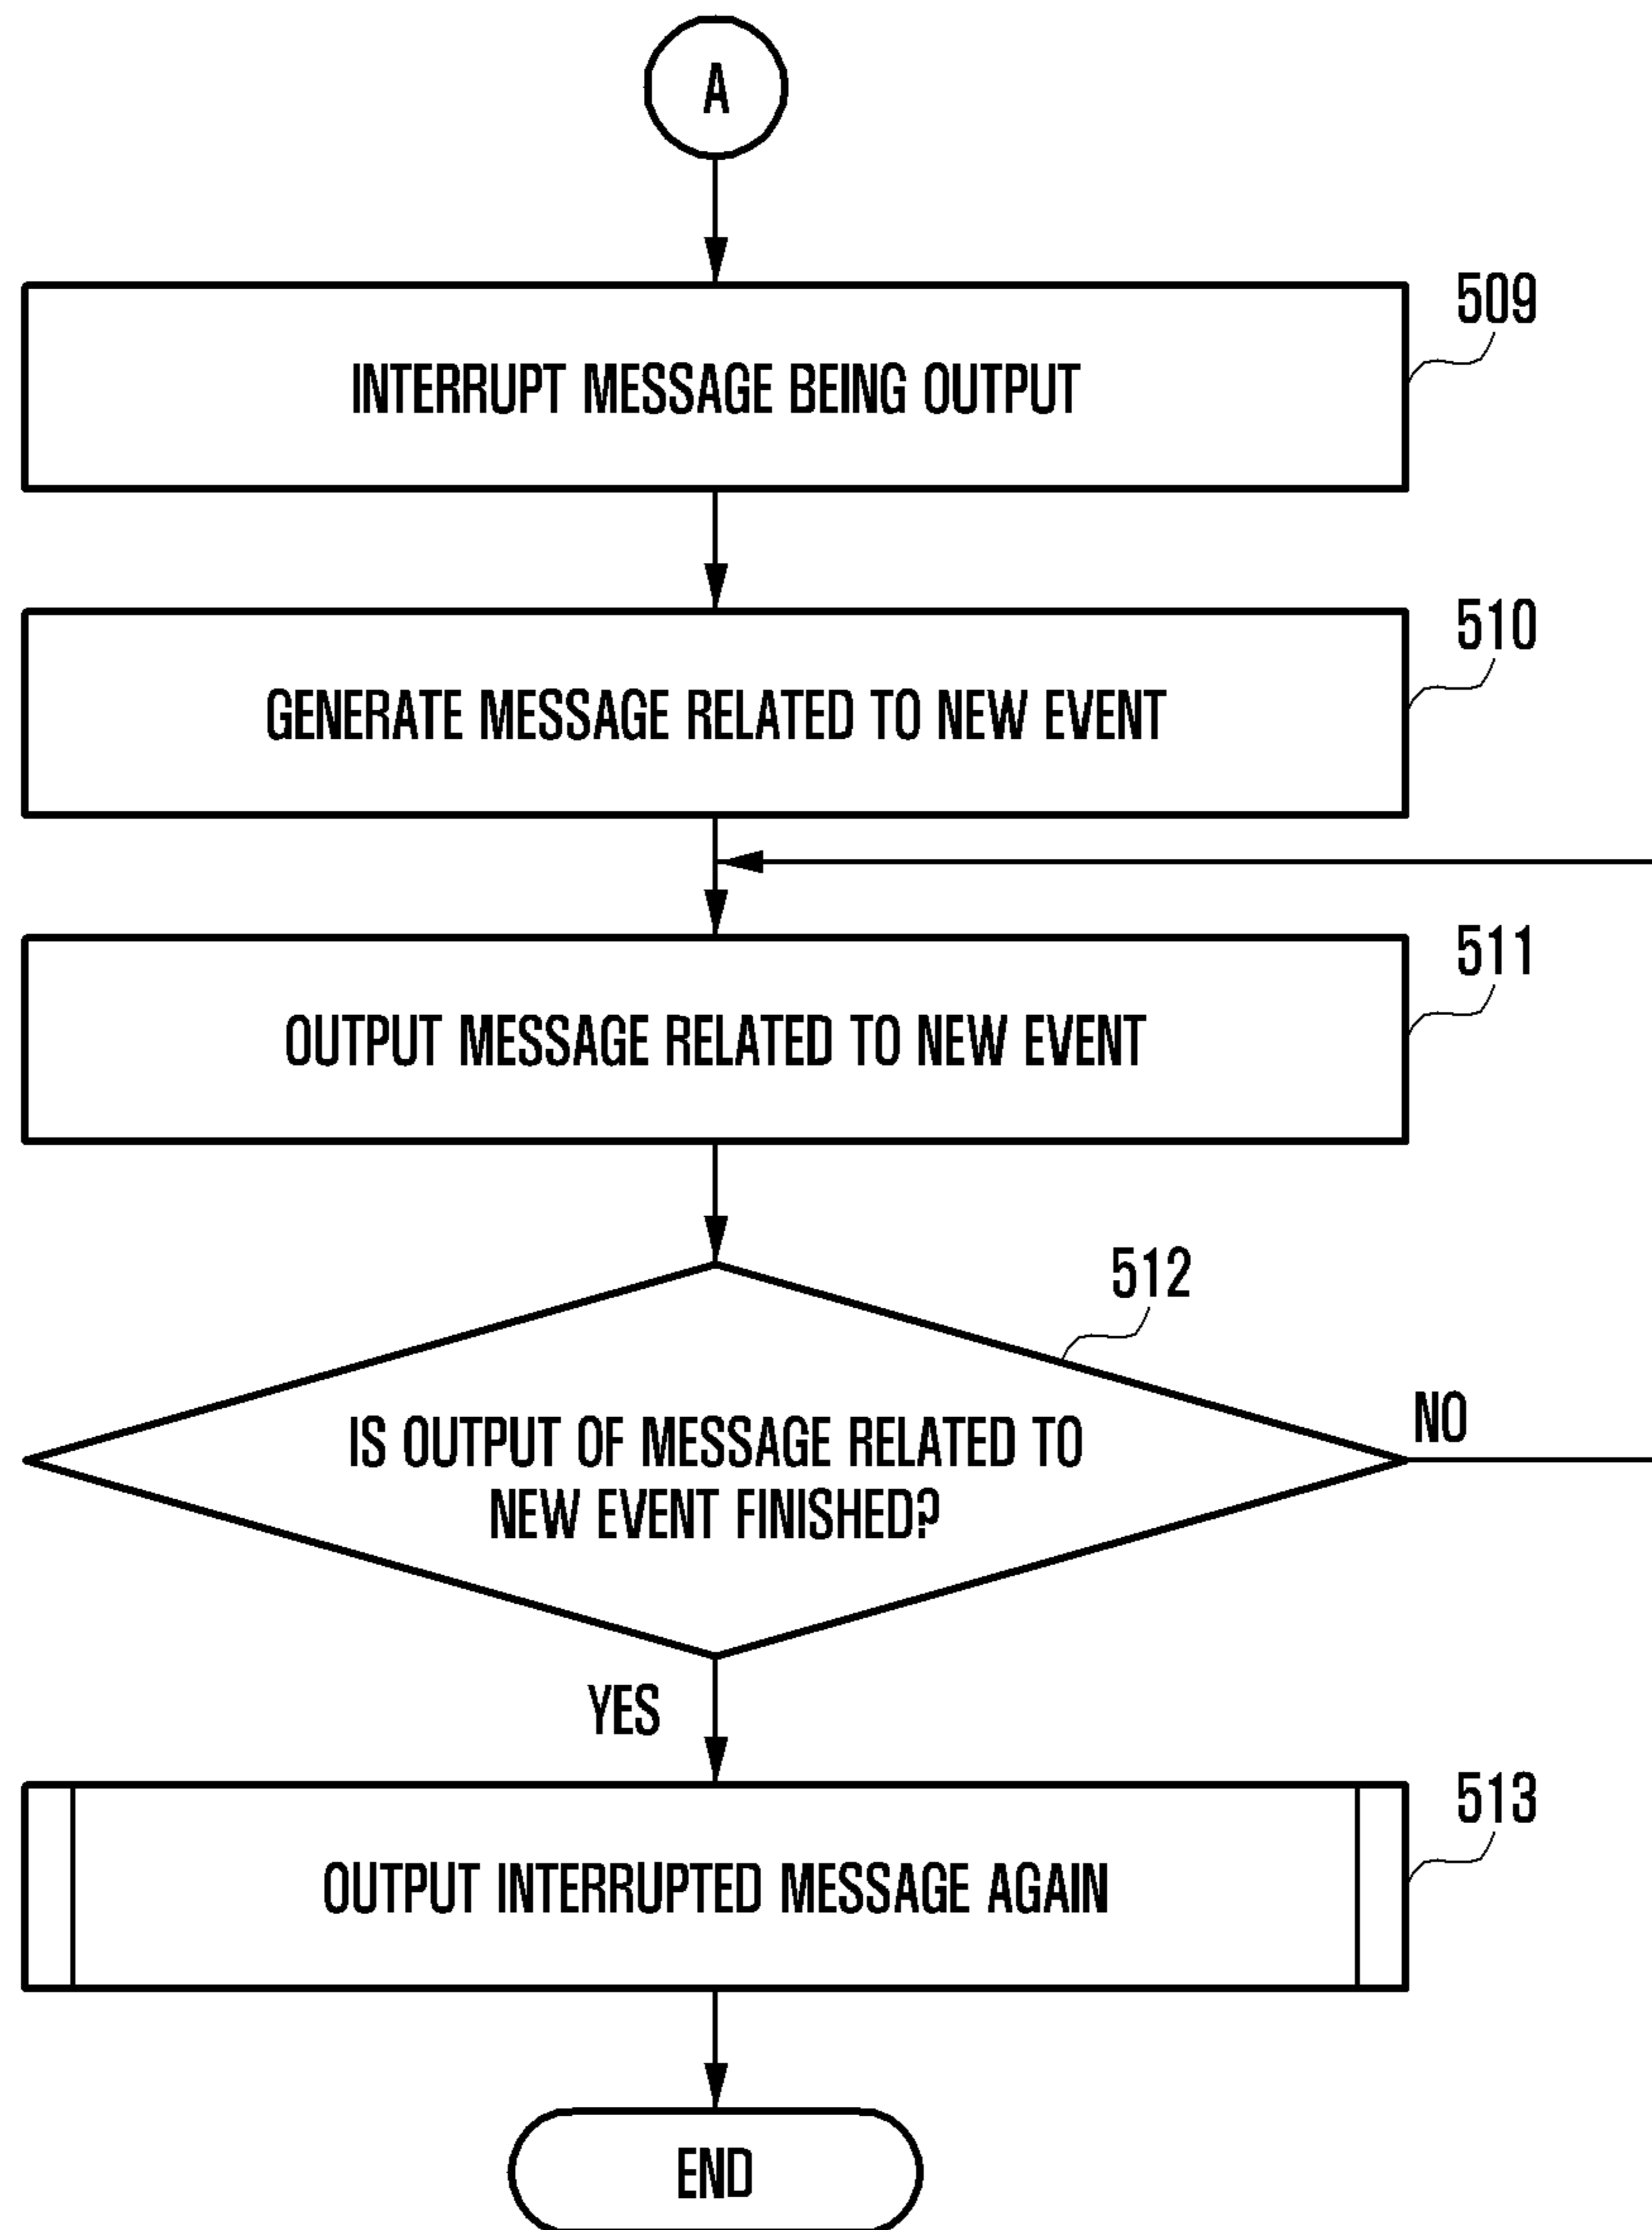 A
509
INTERRUPT MESSAGE BEING OUTPUT
510
GENERATE MESSAGE RELATED TO NEW EVENT
511
OUTPUT MESSAGE RELATED TO NEW EVENT
512
IS OUTPUT OF MESSAGE RELATED TO
NEW EVENT FINISHED?
NO
YES
513
OUTPUT INTERRUPTED MESSAGE AGAIN
END